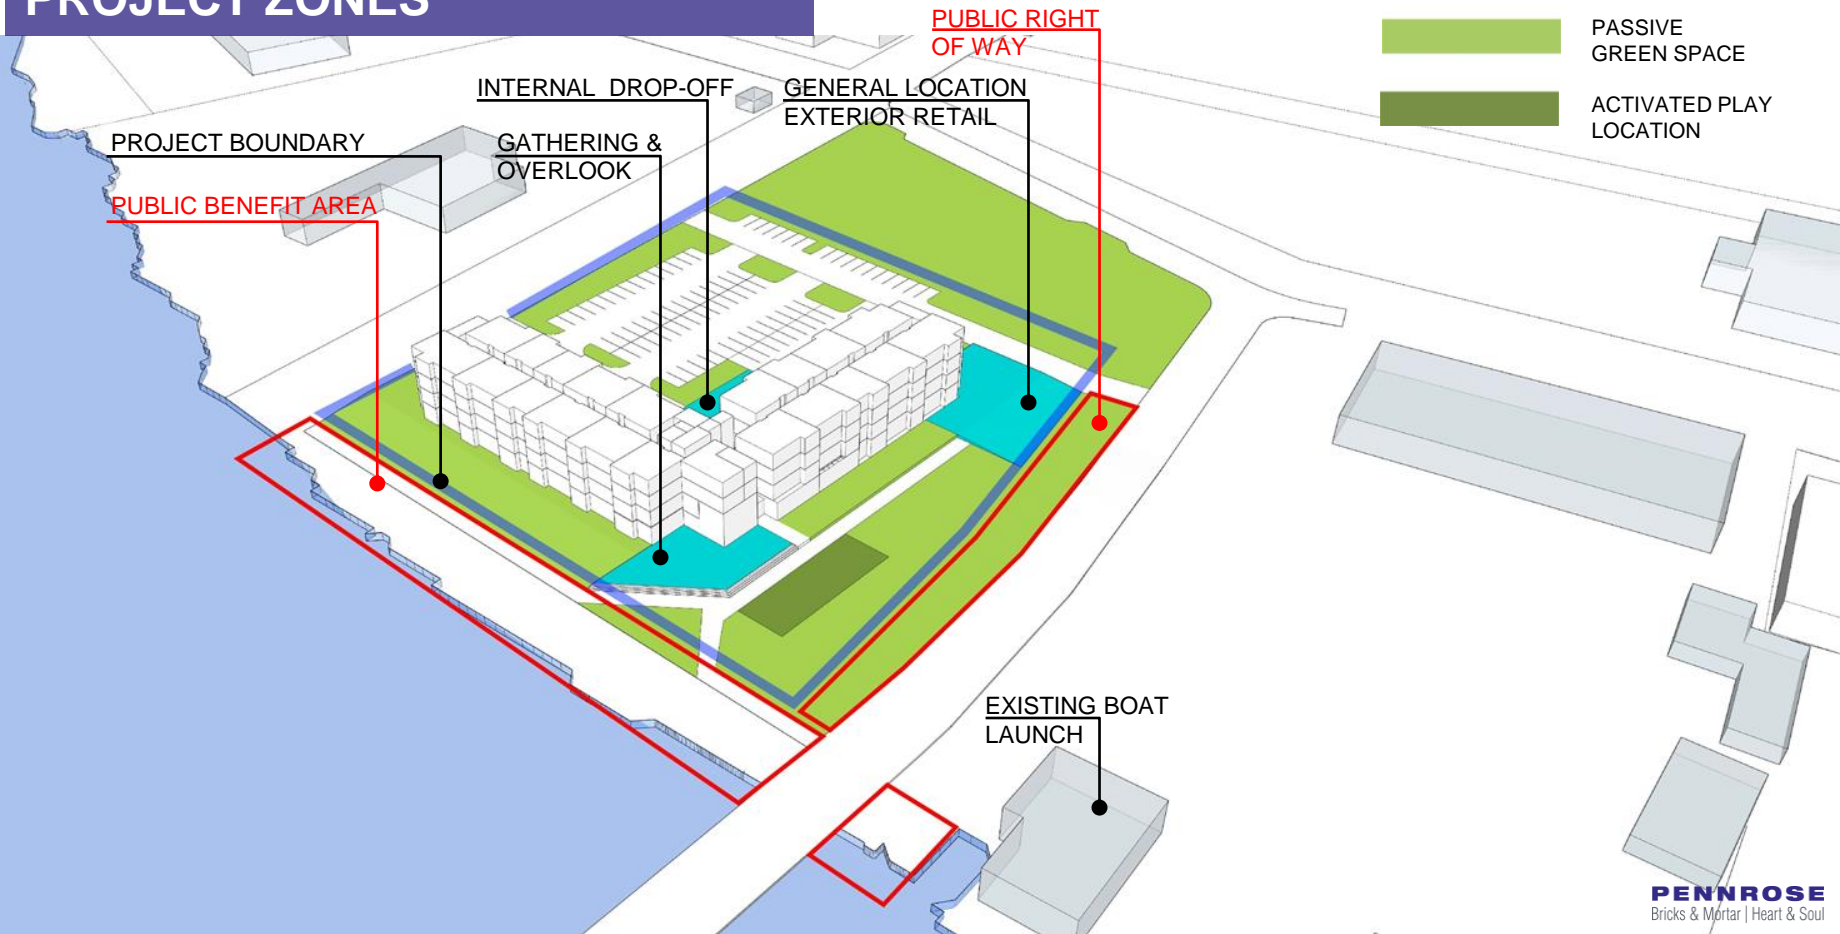 PROJECT ZONES
PUBLIC RIGHT
OF WAY
PASSIVE
GREEN SPACE
INTERNAL DROP-OFF
GENERAL LOCATION
EXTERIOR RETAIL
ACTIVATED PLAY
LOCATION
PROJECT BOUNDARY
GATHERING &
OVERLOOK
PUBLIC BENEFIT AREA
EXISTING BOAT
LAUNCH
PENNROSE
Bricks & Mortar | Heart & Soul